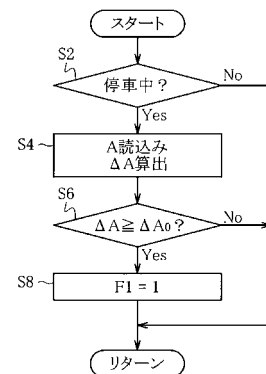 スタート
S2
停車中?
No
Yes
S4
A読込み
ΔA算出
S6
ΔA≧ΔA₀?
No
Yes
S8
F1=1
リターン